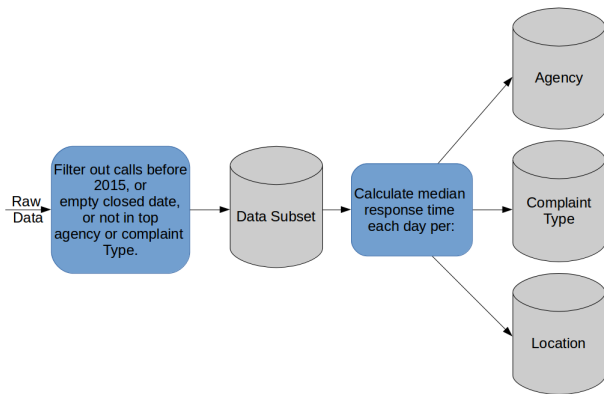 Raw
Data
Filter out calls before
2015, or
empty closed date,
or not in top
agency or complaint
Type.
Data Subset
Calculate median
response time
each day per:
Agency
Complaint
Type
Location